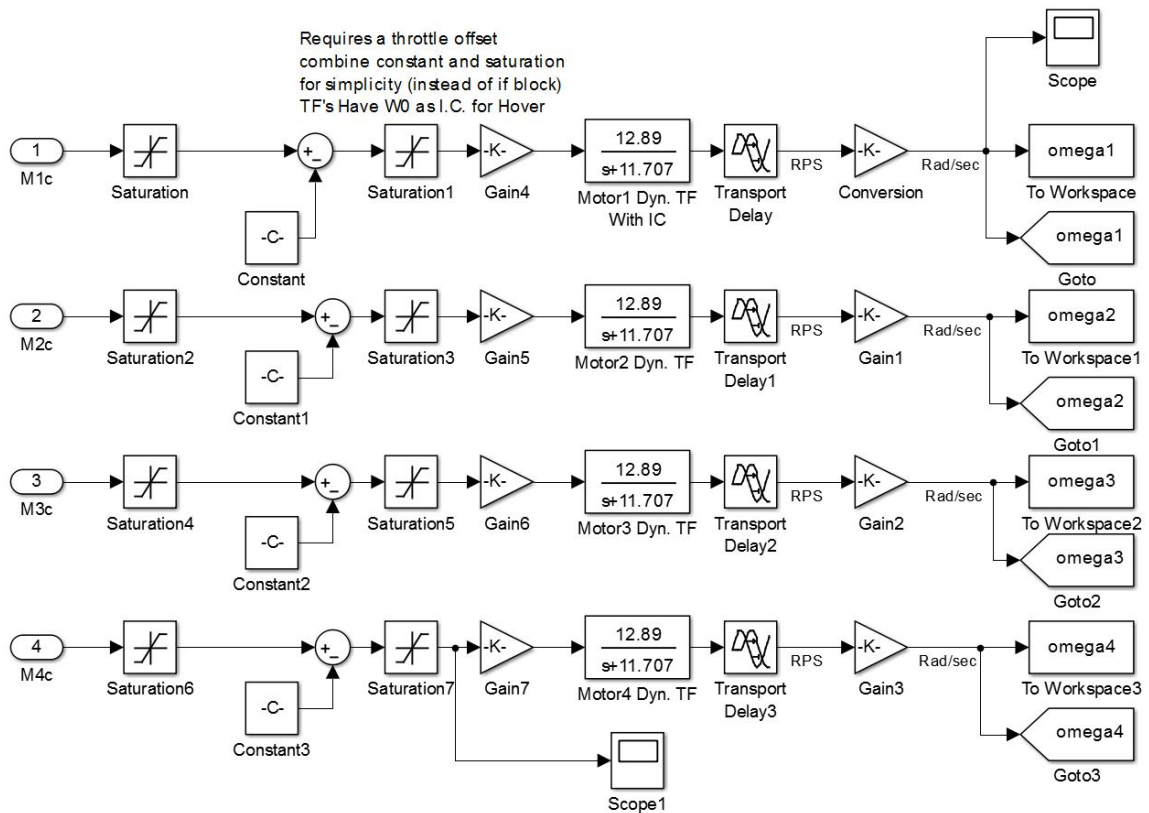 Requires a throttle offset
combine constant and saturation
for simplicity (instead of if block)
TF's Have W0 as I.C. for Hover
Scope
1
M1c
Saturation
+
−
-C-
Constant
Saturation1
-K-
Gain4
12.89
s+11.707
Motor1 Dyn. TF
With IC
Transport
Delay
RPS
-K-
Conversion
Rad/sec
omega1
To Workspace
omega1
Goto
2
M2c
Saturation2
+
−
-C-
Constant1
Saturation3
-K-
Gain5
12.89
s+11.707
Motor2 Dyn. TF
Transport
Delay1
RPS
-K-
Gain1
Rad/sec
omega2
To Workspace1
omega2
Goto1
3
M3c
Saturation4
+
−
-C-
Constant2
Saturation5
-K-
Gain6
12.89
s+11.707
Motor3 Dyn. TF
Transport
Delay2
RPS
-K-
Gain2
Rad/sec
omega3
To Workspace2
omega3
Goto2
4
M4c
Saturation6
+
−
-C-
Constant3
Saturation7
-K-
Gain7
12.89
s+11.707
Motor4 Dyn. TF
Transport
Delay3
RPS
-K-
Gain3
Rad/sec
omega4
To Workspace3
omega4
Goto3
Scope1